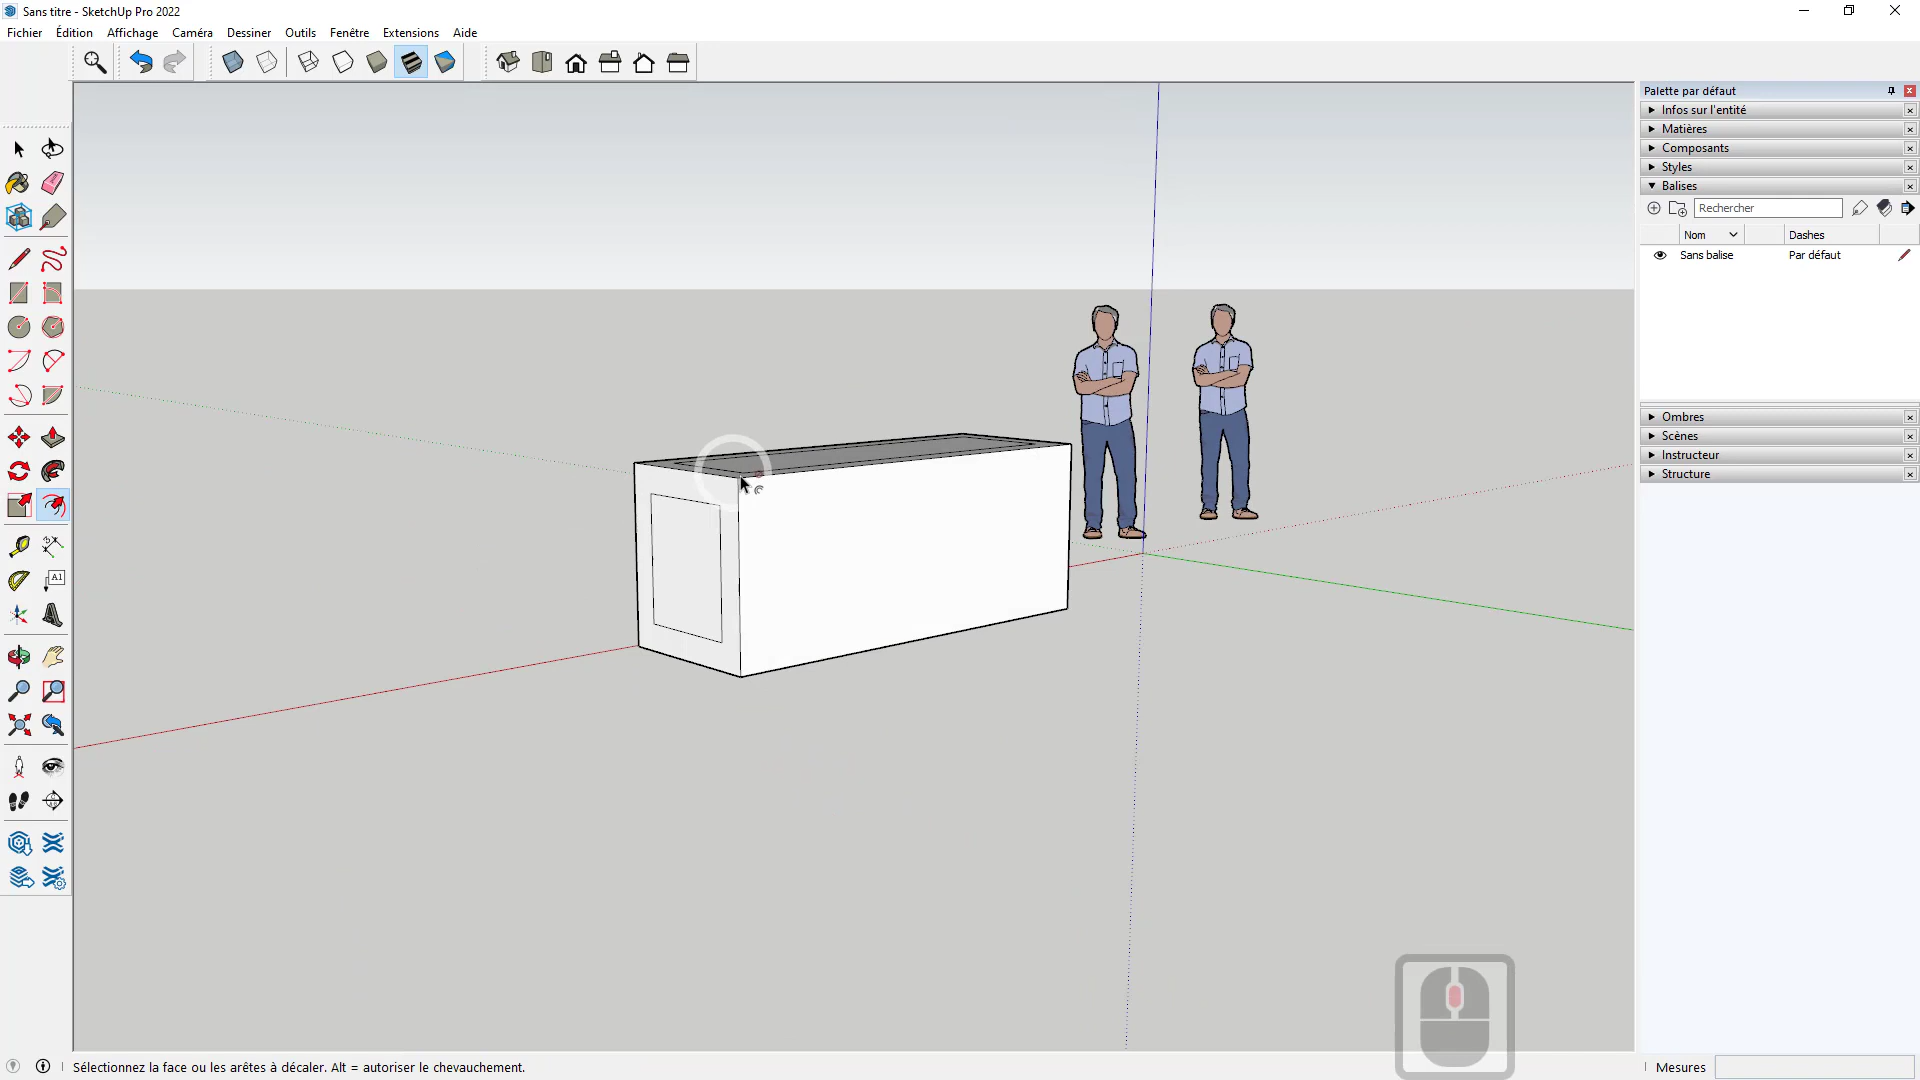 Sans titre - SketchUp Pro 2022
Fichier Édition Affichage Caméra Dessiner Outils Fenêtre Extensions Aide
Palette par défaut
Infos sur l'entité
Matières
Composants
Styles
Balises
Rechercher
Nom Dashes
Sans balise Par défaut
Ombres
Scènes
Instructeur
Structure
A1
Sélectionnez la face ou les arêtes à décaler. Alt = autoriser le chevauchement.
Mesures